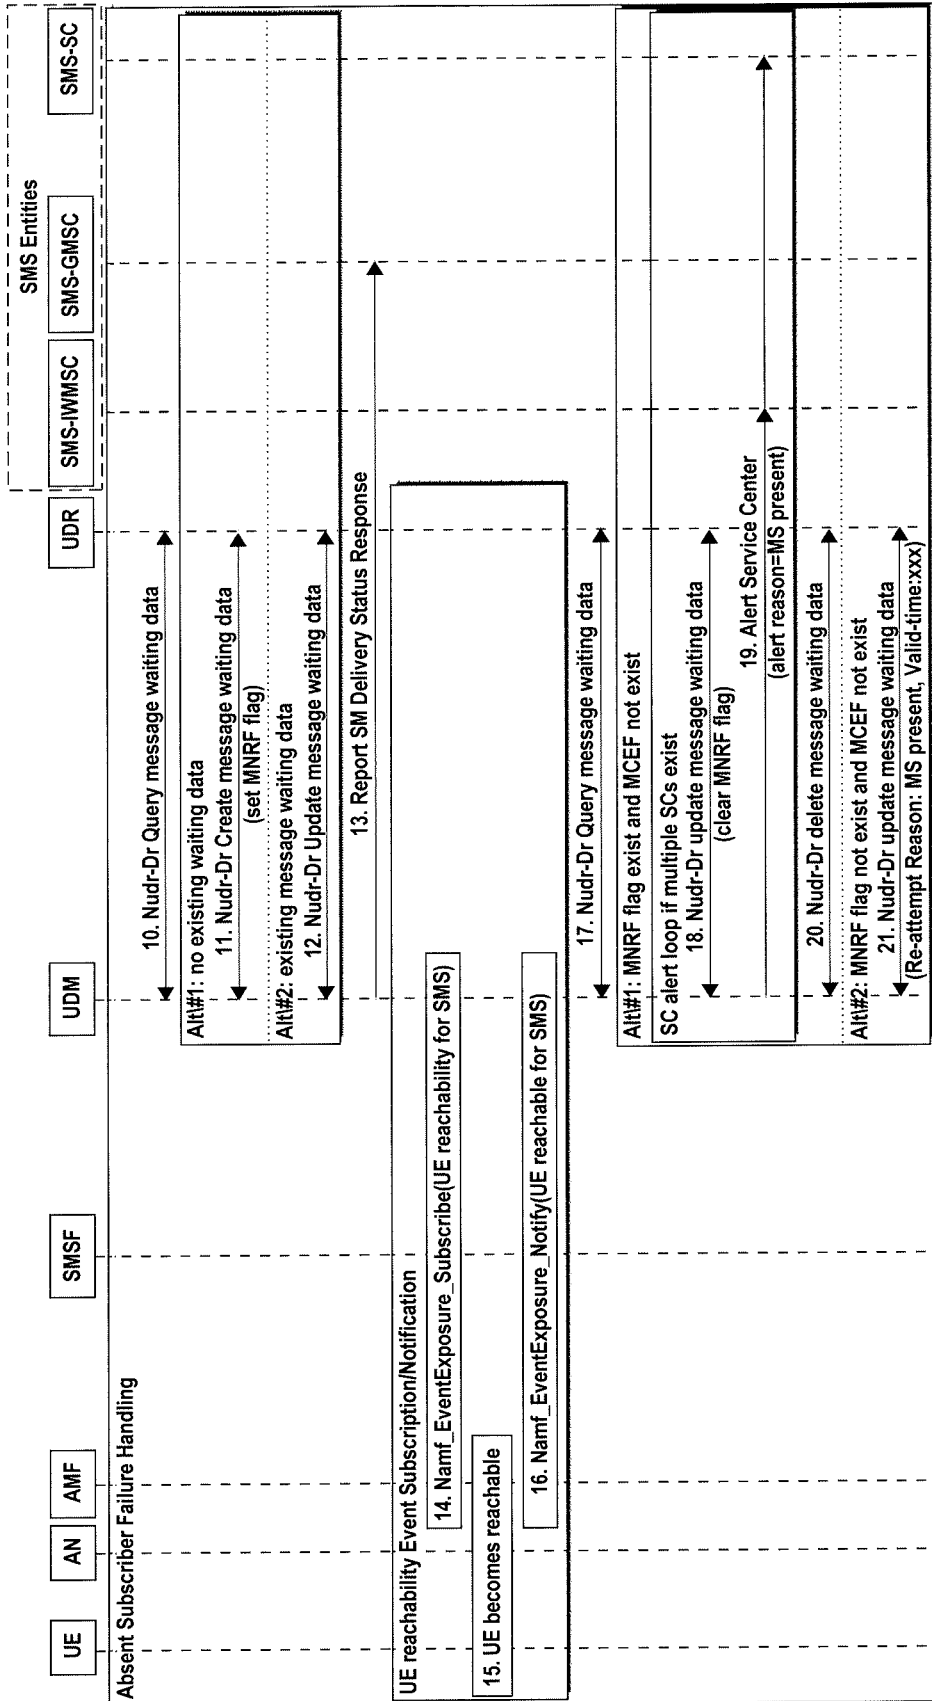 SMS Entities
UE
AN
AMF
SMSF
UDM
UDR
SMS-IWMSC
SMS-GMSC
SMS-SC
Absent Subscriber Failure Handling
10. Nudr-Dr Query message waiting data
Alt\#1: no existing waiting data
11. Nudr-Dr Create message waiting data
(set MNRF flag)
Alt\#2: existing message waiting data
12. Nudr-Dr Update message waiting data
13. Report SM Delivery Status Response
UE reachability Event Subscription/Notification
14. Namf_EventExposure_Subscribe(UE reachability for SMS)
15. UE becomes reachable
16. Namf_EventExposure_Notify(UE reachable for SMS)
17. Nudr-Dr Query message waiting data
Alt\#1: MNRF flag exist and MCEF not exist
SC alert loop if multiple SCs exist
18. Nudr-Dr update message waiting data
(clear MNRF flag)
19. Alert Service Center
(alert reason=MS present)
20. Nudr-Dr delete message waiting data
Alt\#2: MNRF flag not exist and MCEF not exist
21. Nudr-Dr update message waiting data
(Re-attempt Reason: MS present, Valid-time:xxx)